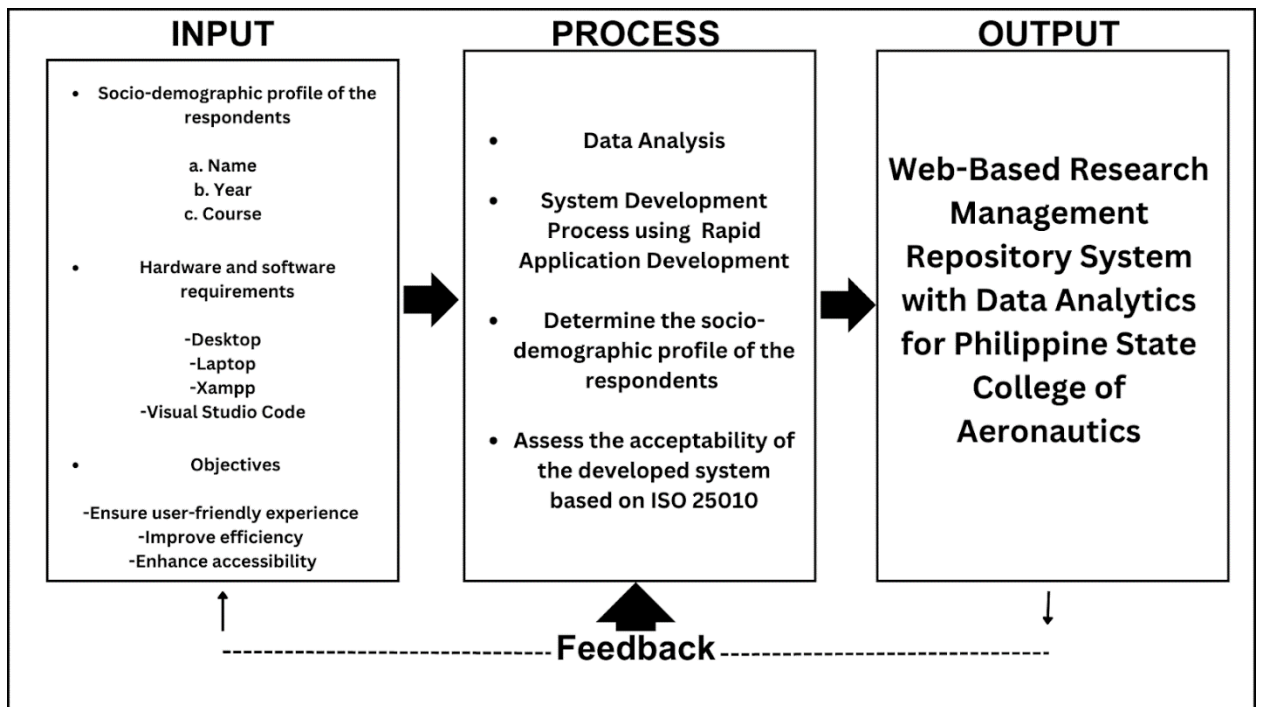 INPUT
• Socio-demographic profile of the
respondents
a. Name
b. Year
c. Course
• Hardware and software
requirements
-Desktop
-Laptop
-Xampp
-Visual Studio Code
• Objectives
-Ensure user-friendly experience
-Improve efficiency
-Enhance accessibility
PROCESS
• Data Analysis
• System Development
Process using Rapid
Application Development
• Determine the socio-
demographic profile of the
respondents
• Assess the acceptability of
the developed system
based on ISO 25010
OUTPUT
Web-Based Research
Management
Repository System
with Data Analytics
for Philippine State
College of
Aeronautics
Feedback